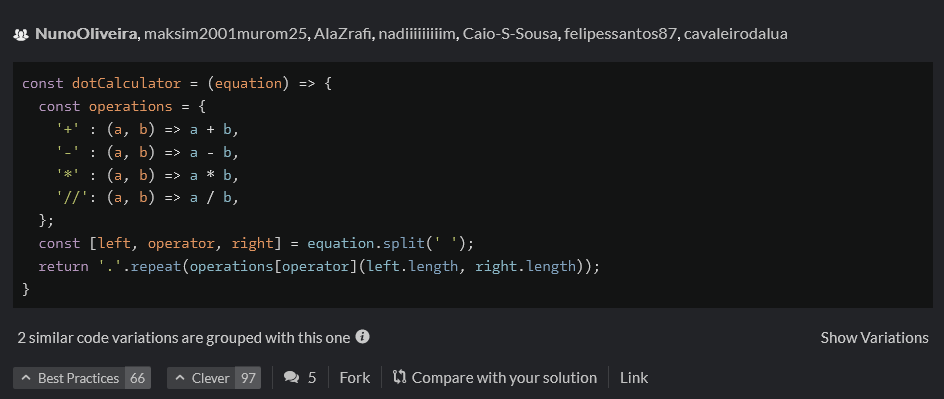 NunoOliveira, maksim2001murom25, AlaZrafi, nadiiiiiiiiim, Caio-S-Sousa, felipessantos87, cavaleirodalua
const dotCalculator = (equation) => {
  const operations = {
    '+' : (a, b) => a + b,
    '-' : (a, b) => a - b,
    '*' : (a, b) => a * b,
    '//': (a, b) => a / b,
  };
  const [left, operator, right] = equation.split(' ');
  return '.'.repeat(operations[operator](left.length, right.length));
}
2 similar code variations are grouped with this one
Show Variations
Best Practices 66 Clever 97 5 Fork Compare with your solution Link